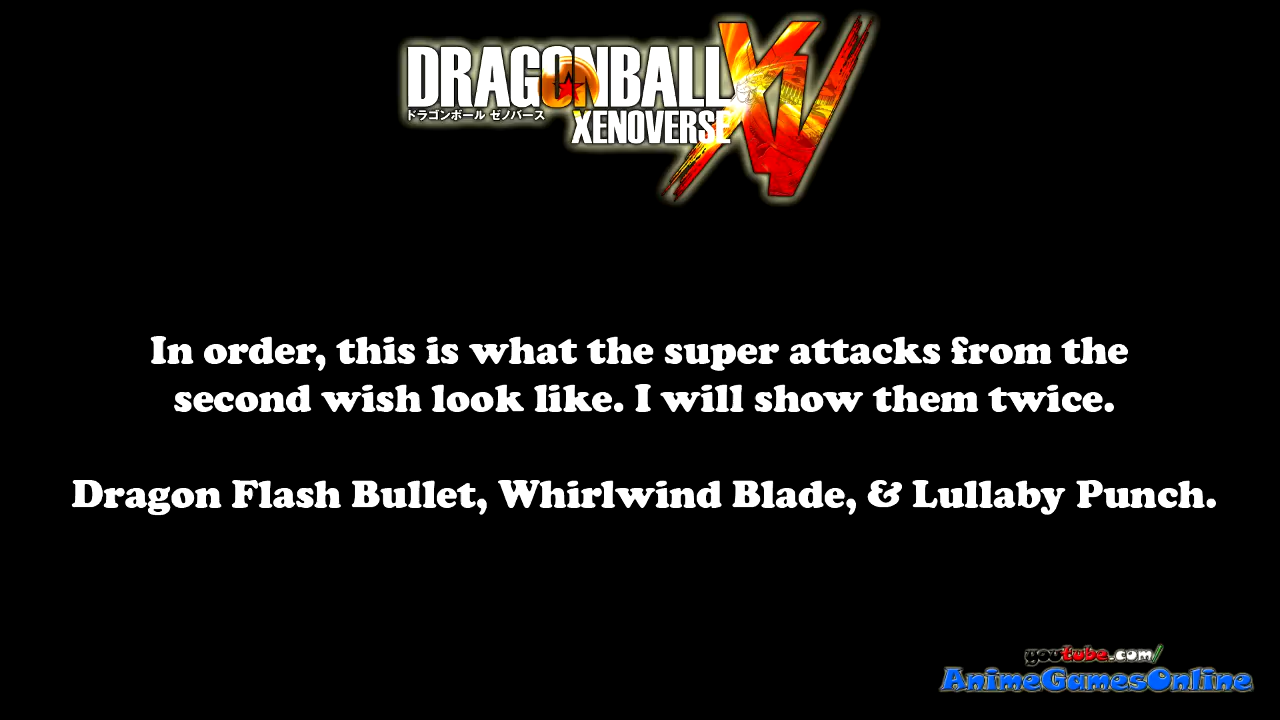 DRAGONBALL XV
ドラゴンボール ゼノバース
XENOVERSE
In order, this is what the super attacks from the
second wish look like. I will show them twice.
Dragon Flash Bullet, Whirlwind Blade, & Lullaby Punch.
youtube.com/
AnimeGamesOnline